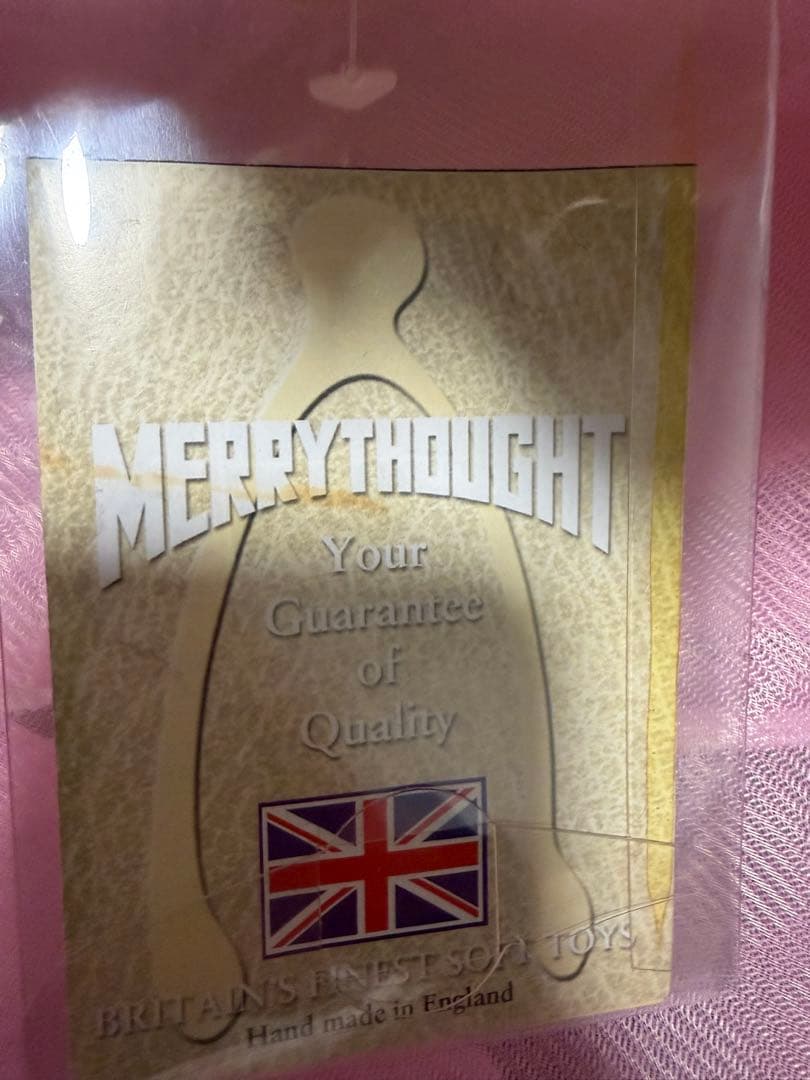 MERRYTHOUGHT
Your
Guarantee
of
Quality
BRITAIN'S FINEST SOFT TOYS
Hand made in England